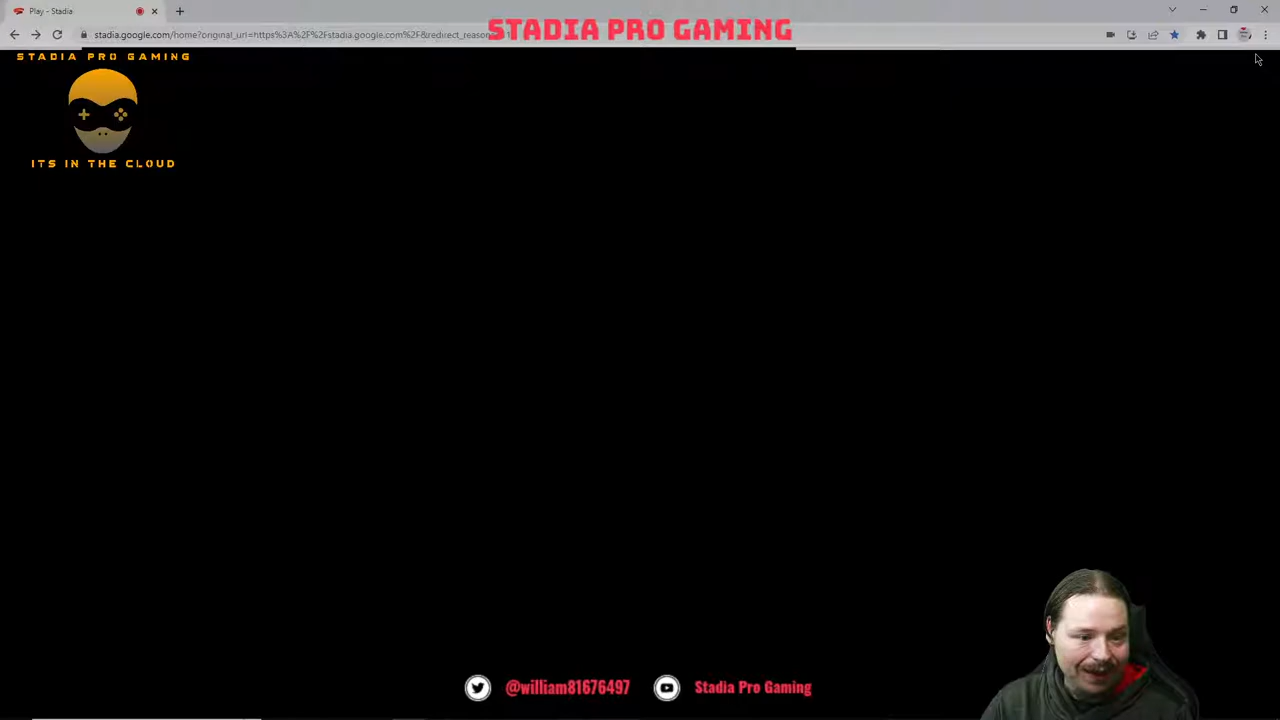 Play - Stadia
STADIA PRO GAMING
stadia.google.com/home?original_url=https%3A%2F%2Fstadia.google.com%2F&redirect_reaso
STADIA PRO GAMING
ITS IN THE CLOUD
@william81676497
Stadia Pro Gaming